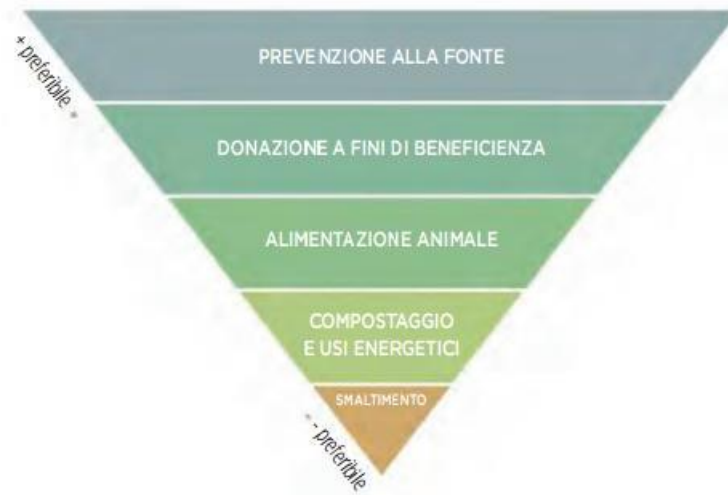 + preferibile "
PREVENZIONE ALLA FONTE
DONAZIONE A FINI DI BENEFICIENZA
ALIMENTAZIONE ANIMALE
COMPOSTAGGIO
E USI ENERGETICI
SMALTIMENTO
" - preferibile